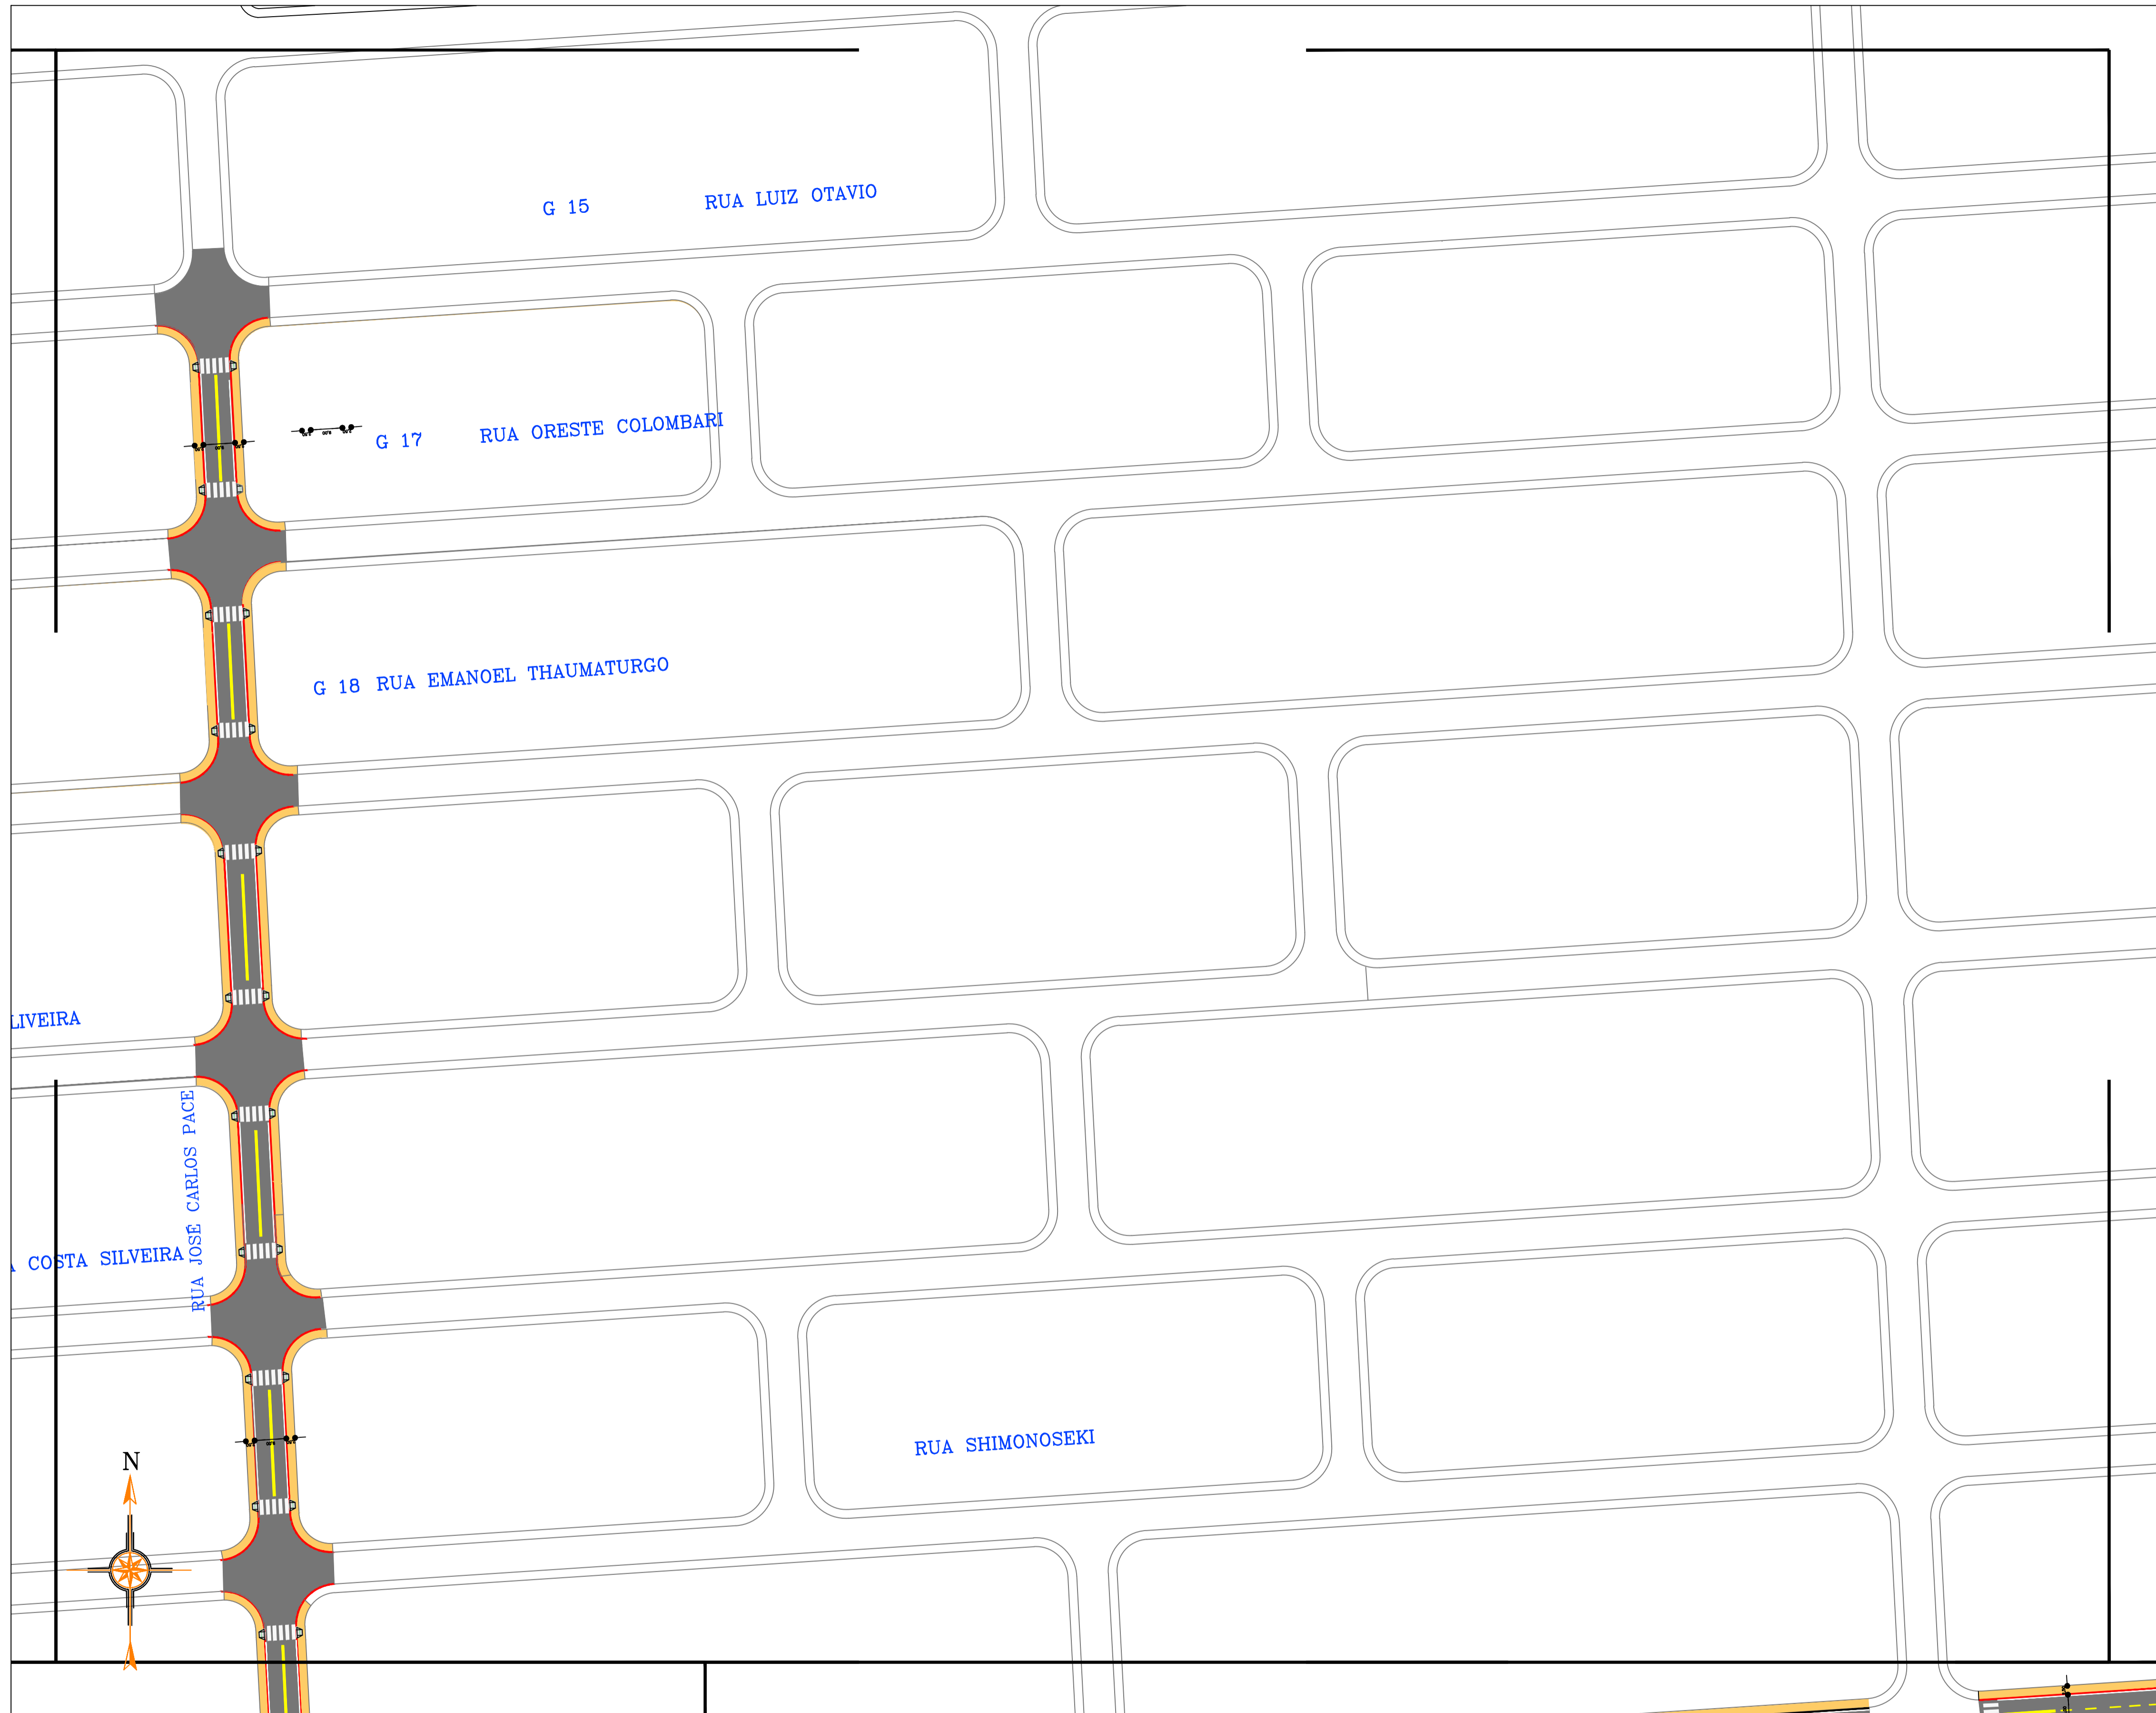 G 15 RUA LUIZ OTAVIO
G 17 RUA ORESTE COLOMBARI
G 18 RUA EMANOEL THAUMATURGO
LIVEIRA
RUA JOSÉ CARLOS PACE
COSTA SILVEIRA
RUA SHIMONOSEKI
N